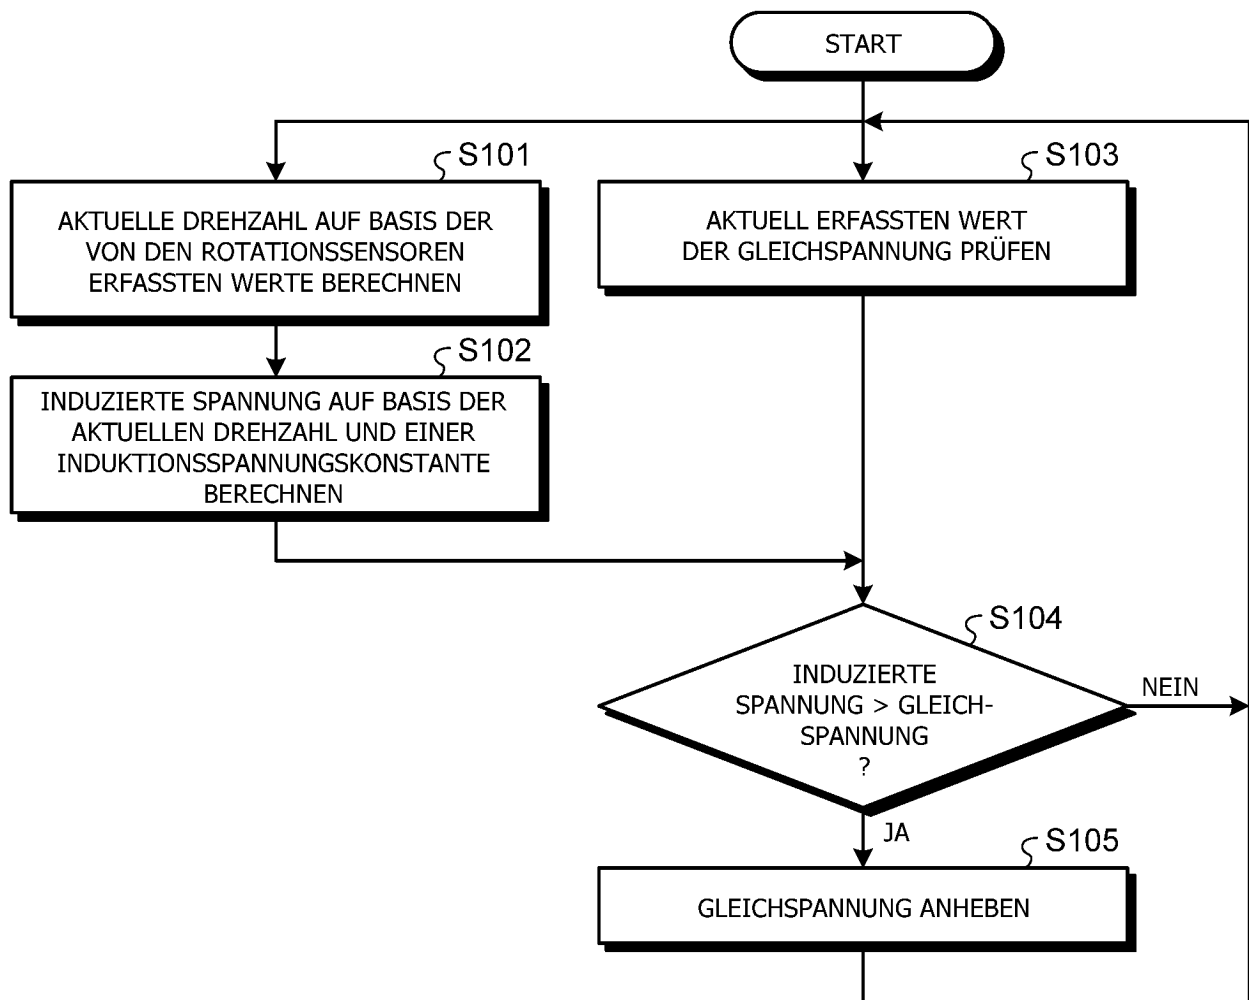 START
S101
AKTUELLE DREHZAHL AUF BASIS DER
VON DEN ROTATIONSSENSOREN
ERFASSTEN WERTE BERECHNEN
S103
AKTUELL ERFASSTEN WERT
DER GLEICHSPANNUNG PRÜFEN
S102
INDUZIERTE SPANNUNG AUF BASIS DER
AKTUELLEN DREHZAHL UND EINER
INDUKTIONSSPANNUNGSKONSTANTE
BERECHNEN
S104
INDUZIERTE
SPANNUNG > GLEICH-
SPANNUNG
?
NEIN
JA
S105
GLEICHSPANNUNG ANHEBEN